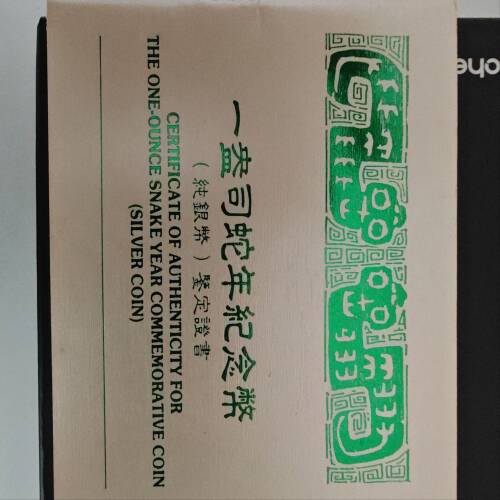 一盎司蛇年紀念幣
（純銀幣）鑒定證書
CERTIFICATE OF AUTHENTICITY FOR
THE ONE-OUNCE SNAKE YEAR COMMEMORATIVE COIN
(SILVER COIN)